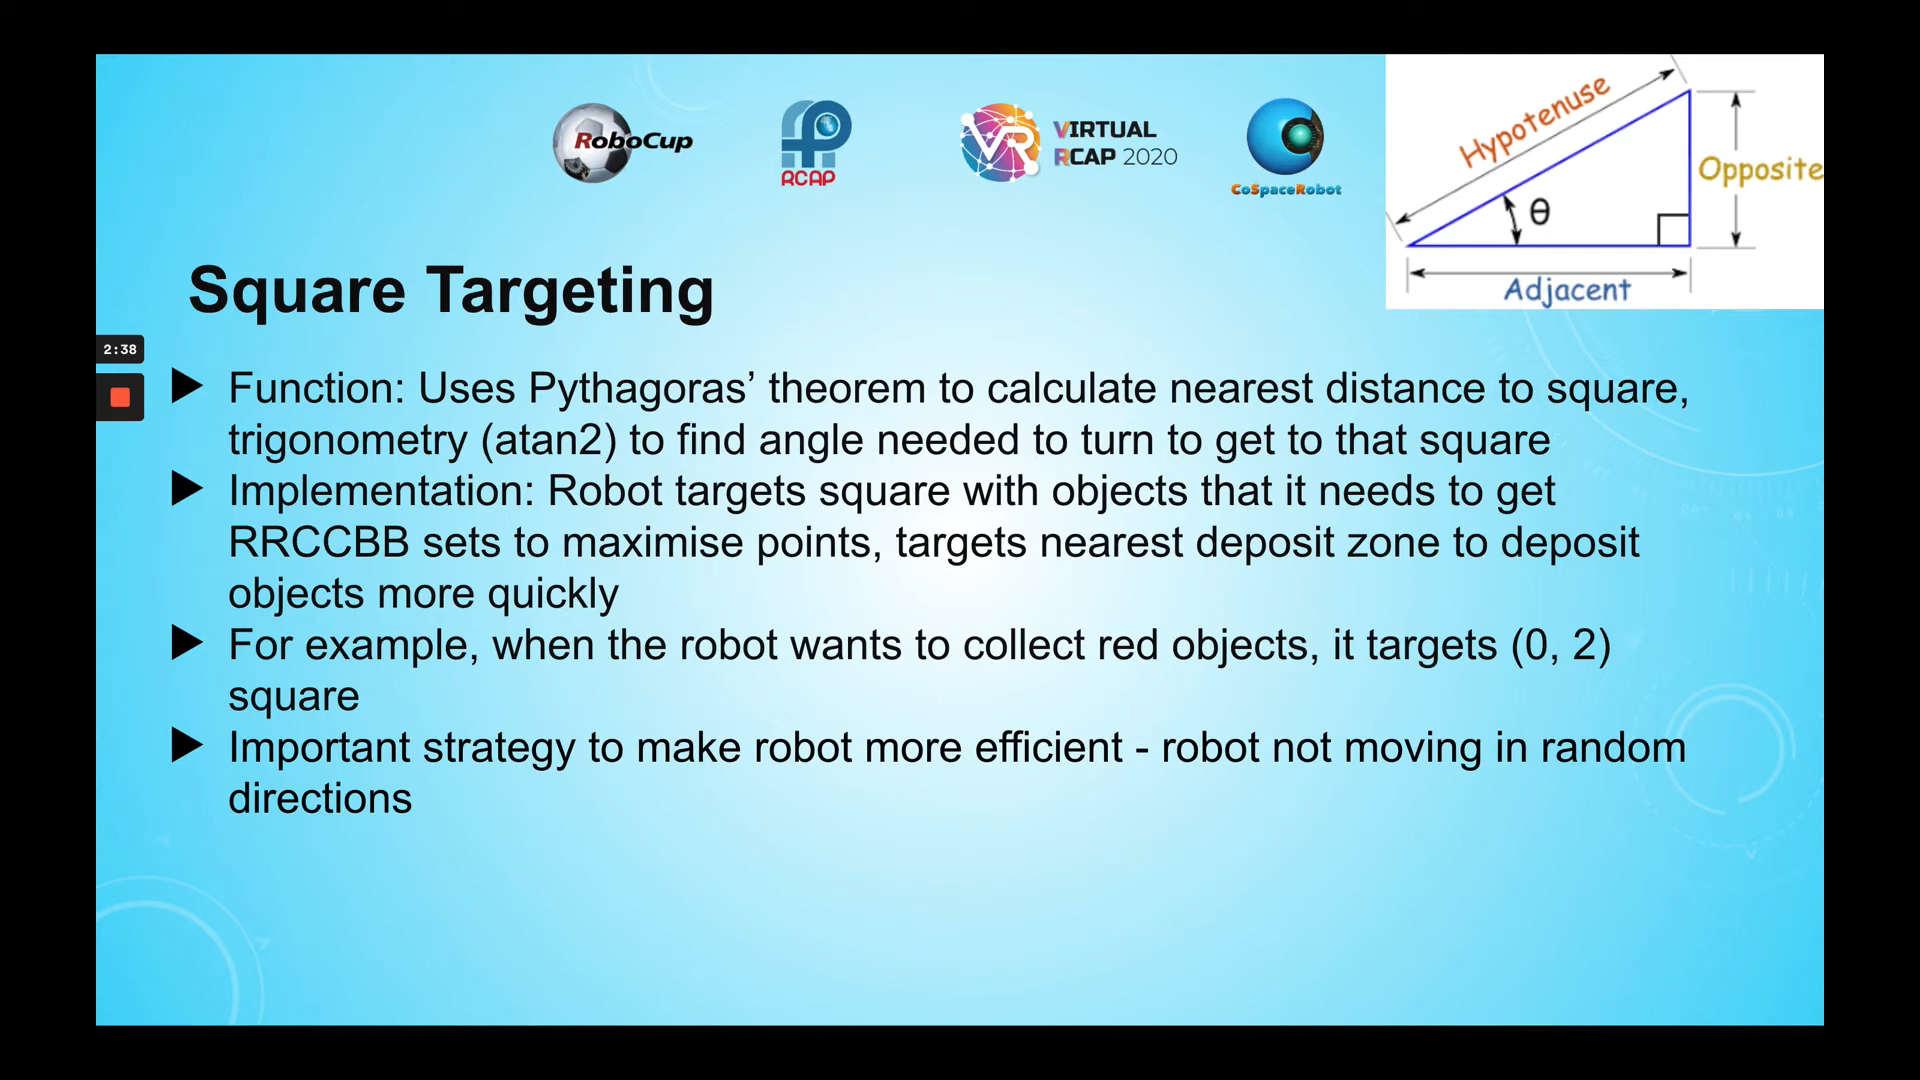 RoboCup
RCAP
VR
VIRTUAL
RCAP 2020
CoSpaceRobot
Hypotenuse
Opposite
θ
Adjacent
Square Targeting
2:38
Function: Uses Pythagoras’ theorem to calculate nearest distance to square,
trigonometry (atan2) to find angle needed to turn to get to that square
Implementation: Robot targets square with objects that it needs to get
RRCCBB sets to maximise points, targets nearest deposit zone to deposit
objects more quickly
For example, when the robot wants to collect red objects, it targets (0, 2)
square
Important strategy to make robot more efficient - robot not moving in random
directions